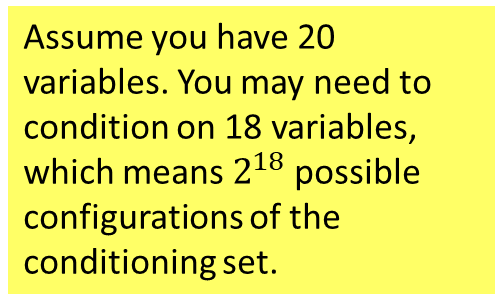 Assume you have 20
variables. You may need to
condition on 18 variables,
which means 2¹⁸ possible
configurations of the
conditioning set.